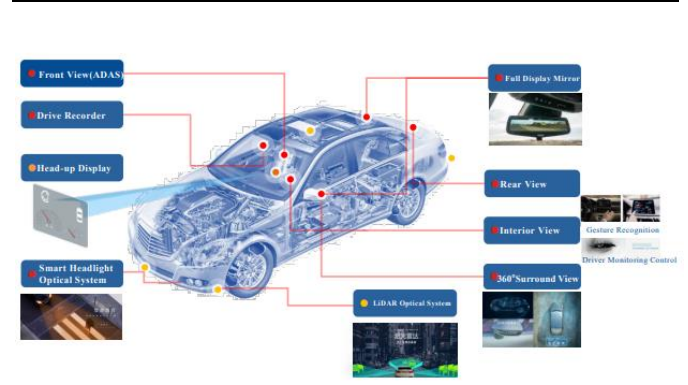 Front View(ADAS)
Drive Recorder
Head-up Display
Smart Headlight
Optical System
LiDAR Optical System
Full Display Mirror
Rear View
Interior View
Gesture Recognition
Driver Monitoring Control
360°Surround View